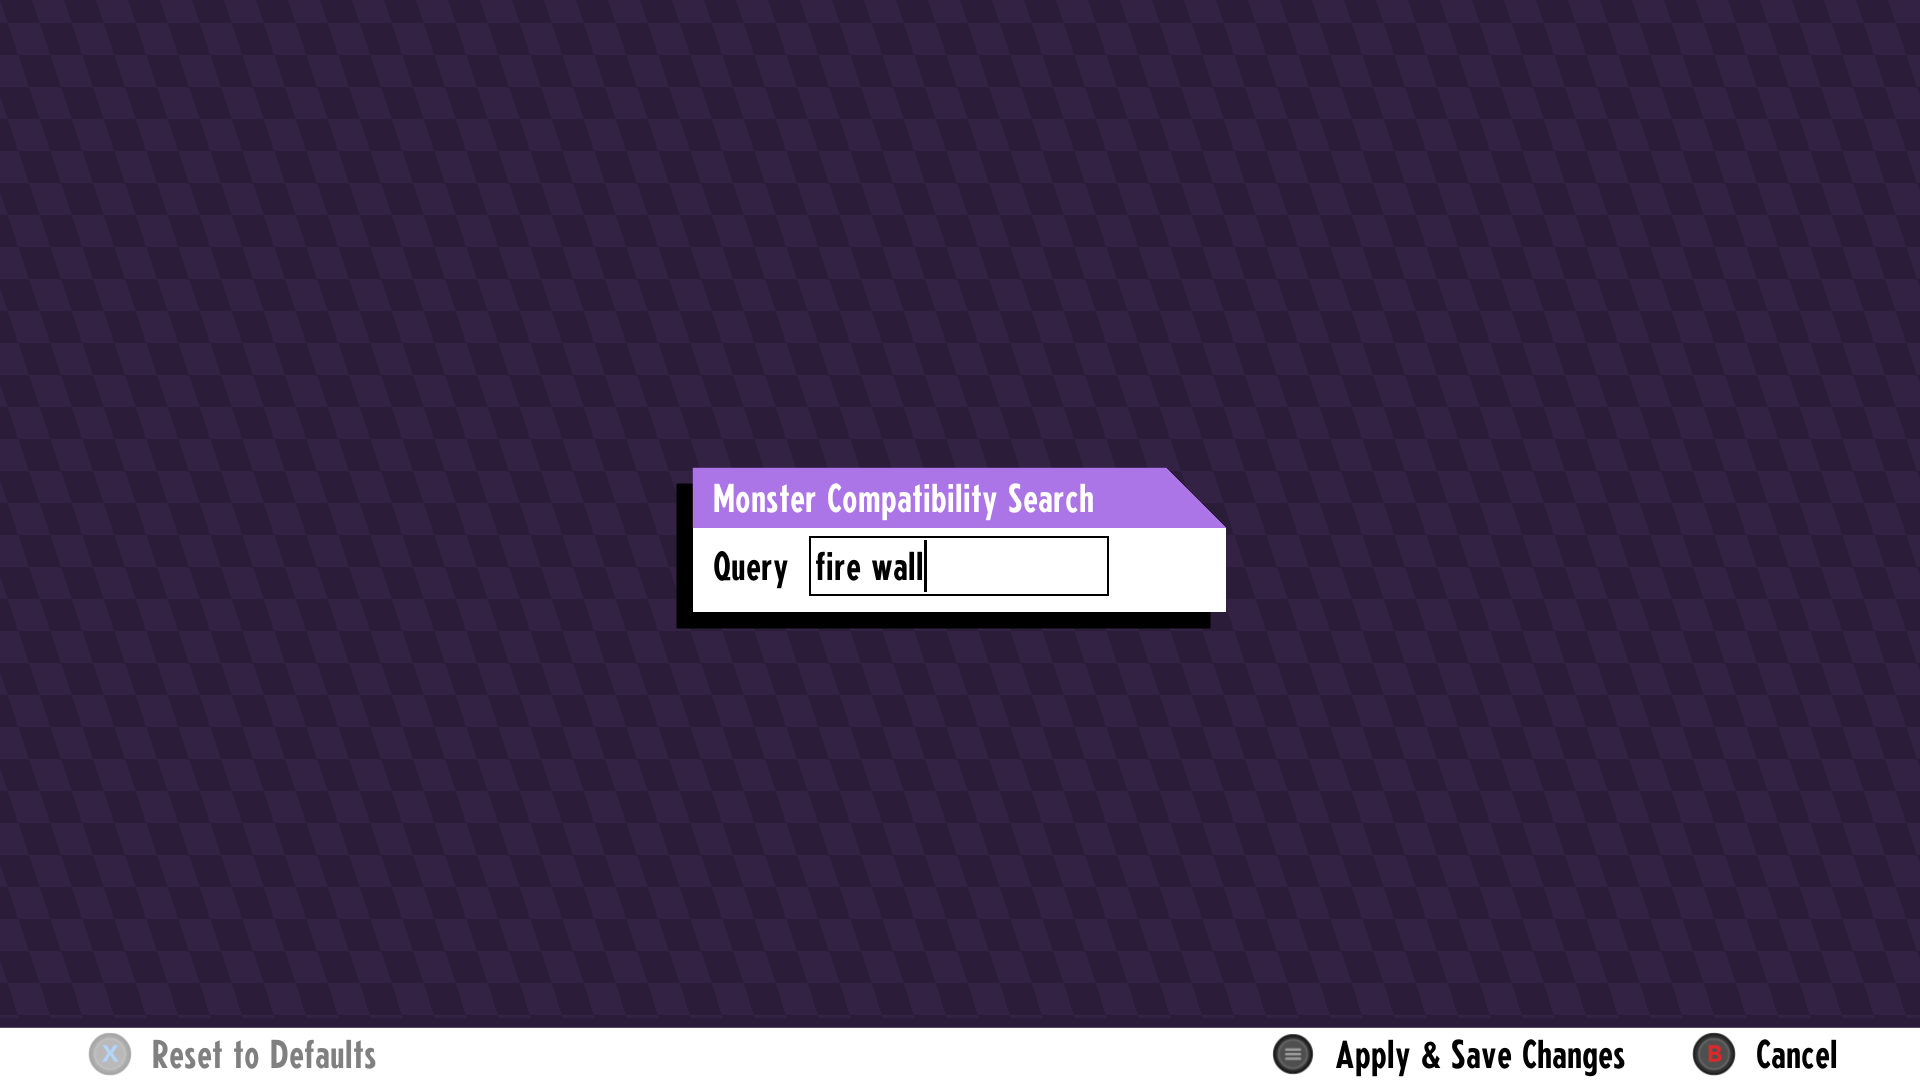 Monster Compatibility Search
Query fire wall
X Reset to Defaults Apply & Save Changes B Cancel